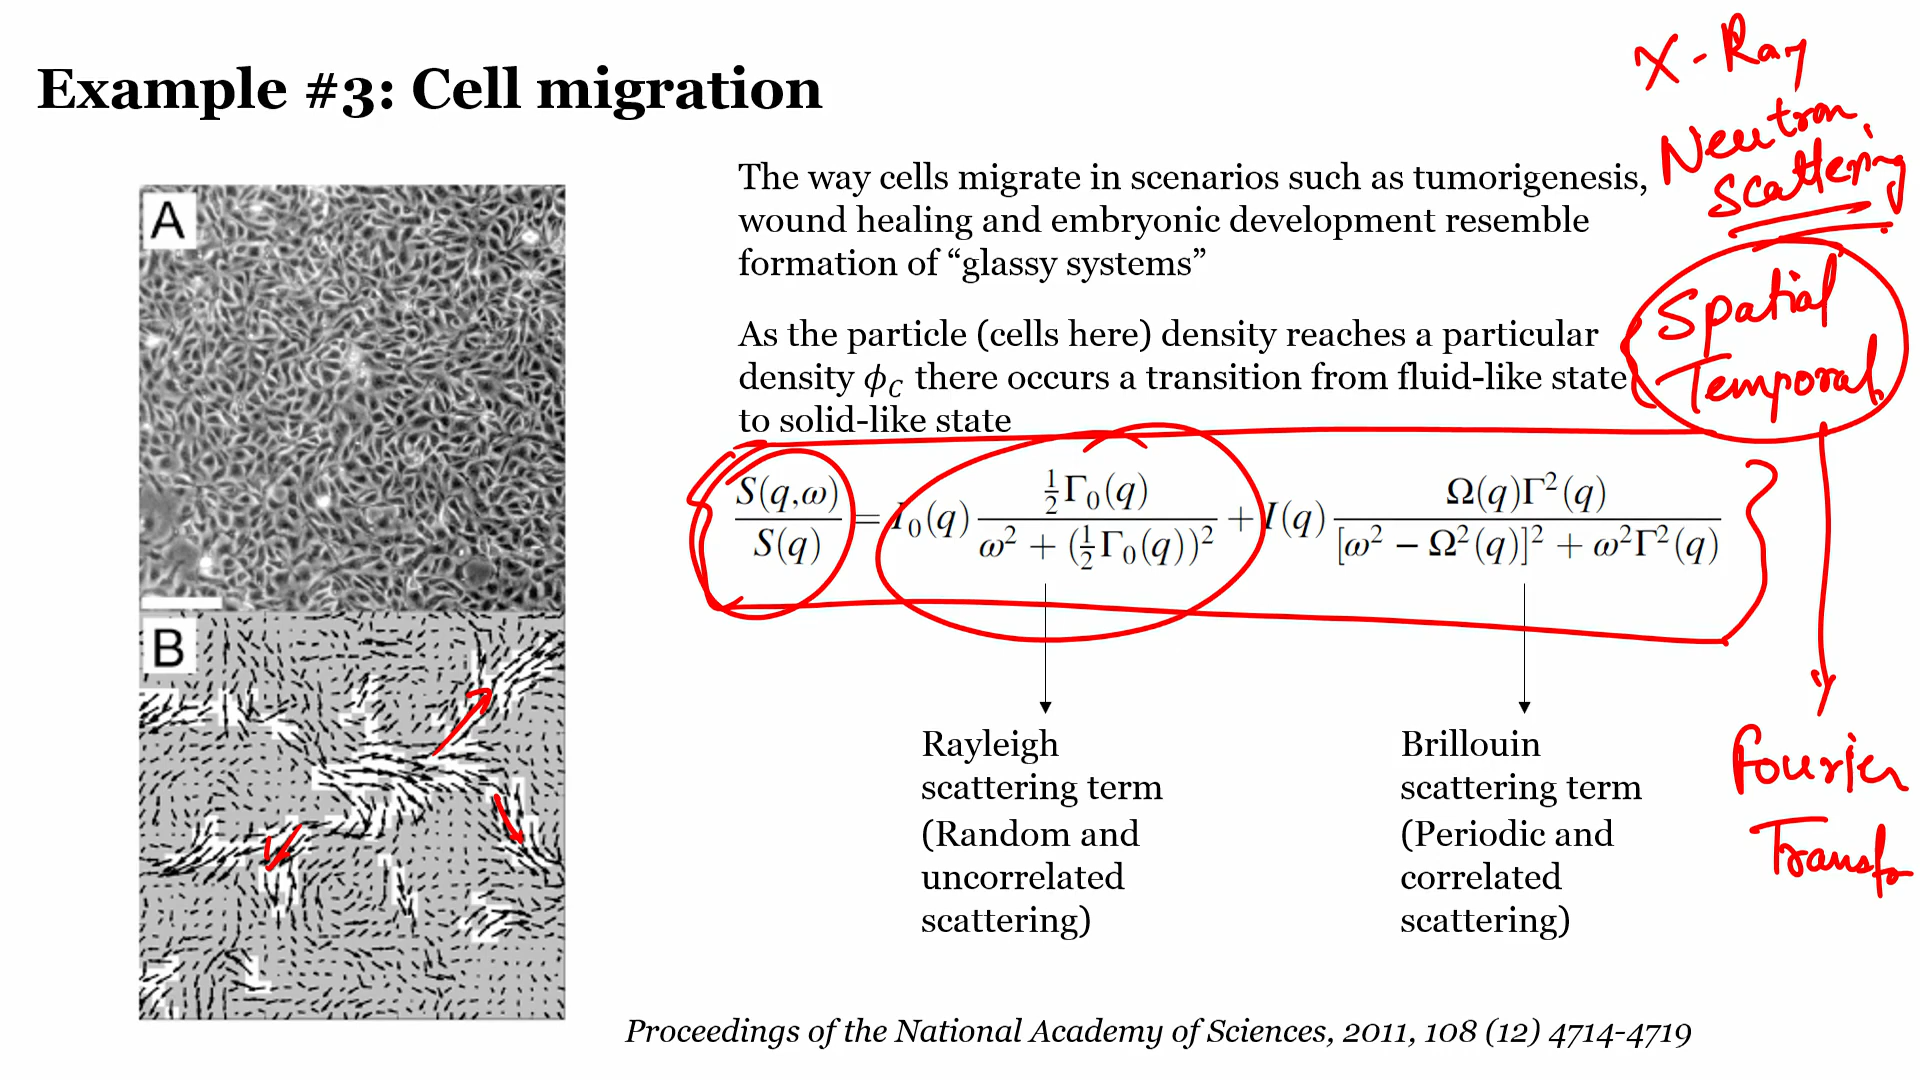 Example #3: Cell migration
X-Ray
Neutron
Scattering
The way cells migrate in scenarios such as tumorigenesis,
wound healing and embryonic development resemble
formation of “glassy systems”
Spatial
Temporal
As the particle (cells here) density reaches a particular
density ϕ_C there occurs a transition from fluid-like state
to solid-like state
S(q,ω)/S(q) = I₀(q) ½Γ₀(q)/(ω² + (½Γ₀(q))²) + I(q) Ω(q)Γ²(q)/([ω² − Ω²(q)]² + ω²Γ²(q))
A
B
Rayleigh
scattering term
(Random and
uncorrelated
scattering)
Brillouin
scattering term
(Periodic and
correlated
scattering)
Fourier
Transfo
Proceedings of the National Academy of Sciences, 2011, 108 (12) 4714-4719